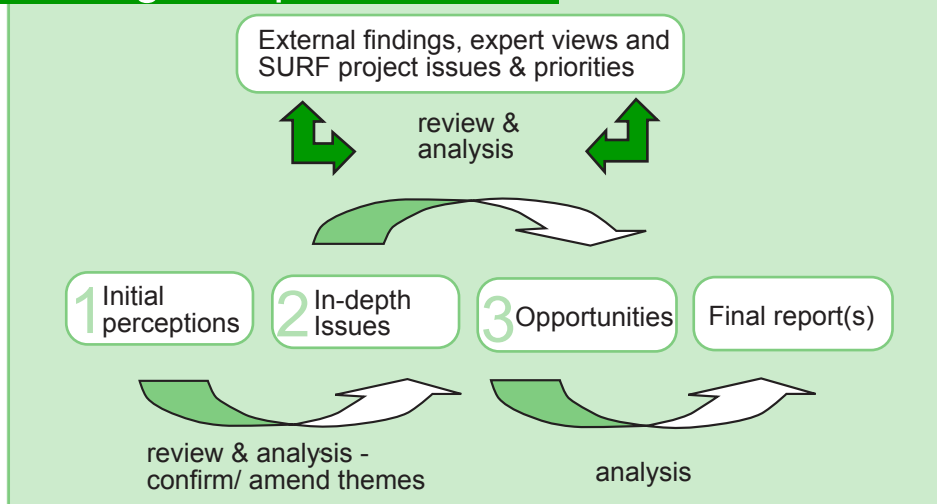 External findings, expert views and
SURF project issues & priorities
review &
analysis
1 Initial
perceptions
2 In-depth
Issues
3 Opportunities
Final report(s)
review & analysis -
confirm/ amend themes
analysis